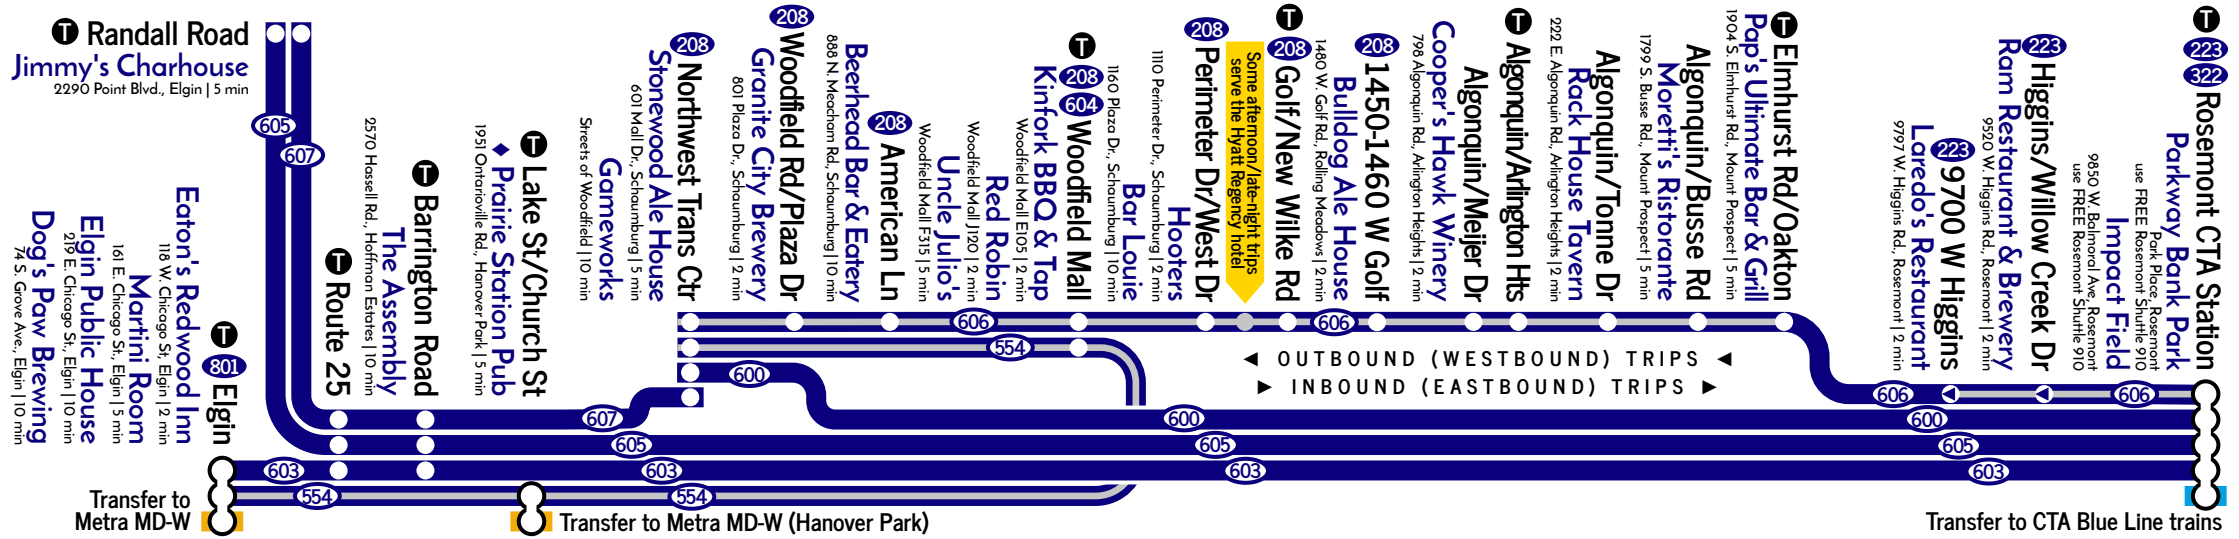 T Randall Road
Jimmy's Charhouse
2290 Point Blvd., Elgin | 5 min
605
607
T
801
Elgin
Eaton's Redwood Inn
1118 W. Chicago St., Elgin | 2 min
Martini Room
161 E. Chicago St., Elgin | 5 min
Elgin Public House
219 E. Chicago St., Elgin | 10 min
Dog's Paw Brewing
74 S. Grove Ave., Elgin | 10 min
T Route 25
T Barrington Road
The Assembly
2570 Hassell Rd., Hoffman Estates | 10 min
T Lake St/Church St
♦ Prairie Station Pub
1951 Ontarioville Rd., Hanover Park | 5 min
208 Northwest Trans Ctr
Stonewood Ale House
601 Mall Dr., Schaumburg | 5 min
Gameworks
Streets of Woodfield | 10 min
208 Woodfield Rd/Plaza Dr
Granite City Brewery
801 Plaza Dr., Schaumburg | 2 min
208 American Ln
Beerhead Bar & Eatery
888 N. Meacham Rd., Schaumburg | 10 min
T
208
604
Woodfield Mall
Kinfork BBQ & Tap
Woodfield Mall E105 | 2 min
Red Robin
Woodfield Mall J120 | 2 min
Uncle Julio's
Woodfield Mall F315 | 5 min
208 Perimeter Dr/West Dr
Hooters
1110 Perimeter Dr., Schaumburg | 2 min
Bar Louie
1160 Plaza Dr., Schaumburg | 10 min
Some afternoon/late-night trips
serve the Hyatt Regency hotel
T
208
Golf/New Wilke Rd
208 1450-1460 W Golf
Bulldog Ale House
1480 W. Golf Rd., Rolling Meadows | 2 min
Algonquin/Meijer Dr
Cooper's Hawk Winery
798 Algonquin Rd., Arlington Heights | 2 min
T Algonquin/Arlington Hts
Algonquin/Tonne Dr
Rack House Tavern
222 E. Algonquin Rd., Arlington Heights | 2 min
Algonquin/Busse Rd
Moretti's Ristorante
1799 S. Busse Rd., Mount Prospect | 5 min
T Elmhurst Rd/Oakton
Pap's Ultimate Bar & Grill
1904 S. Elmhurst Rd., Mount Prospect | 5 min
223 9700 W Higgins
Laredo's Restaurant
9797 W. Higgins Rd., Rosemont | 2 min
223 Higgins/Willow Creek Dr
Ram Restaurant & Brewery
9520 W. Higgins Rd., Rosemont | 2 min
T
223
322
Rosemont CTA Station
Parkway Bank Park
Park Place, Rosemont
use FREE Rosemont Shuttle 910
Impact Field
9850 W. Balmoral Ave, Rosemont
use FREE Rosemont Shuttle 910
606
606
606
606
554
◄ OUTBOUND (WESTBOUND) TRIPS ◄
► INBOUND (EASTBOUND) TRIPS ►
600
607
600
600
605
605
605
603
603
603
603
554
554
Transfer to
Metra MD-W
Transfer to Metra MD-W (Hanover Park)
Transfer to CTA Blue Line trains